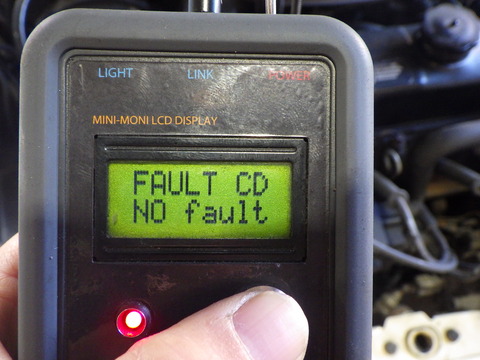 LIGHT LINK POWER
MINI-MONI LCD DISPLAY
FAULT CD
NO fault